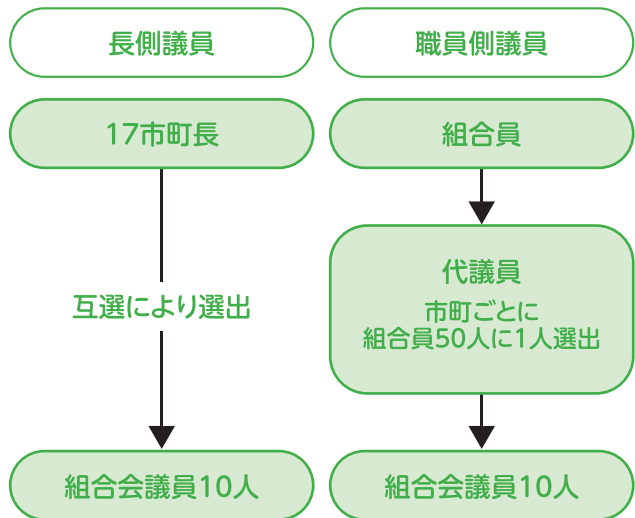 長側議員
職員側議員
17市町長
組合員
互選により選出
代議員
市町ごとに
組合員50人に1人選出
組合会議員10人
組合会議員10人